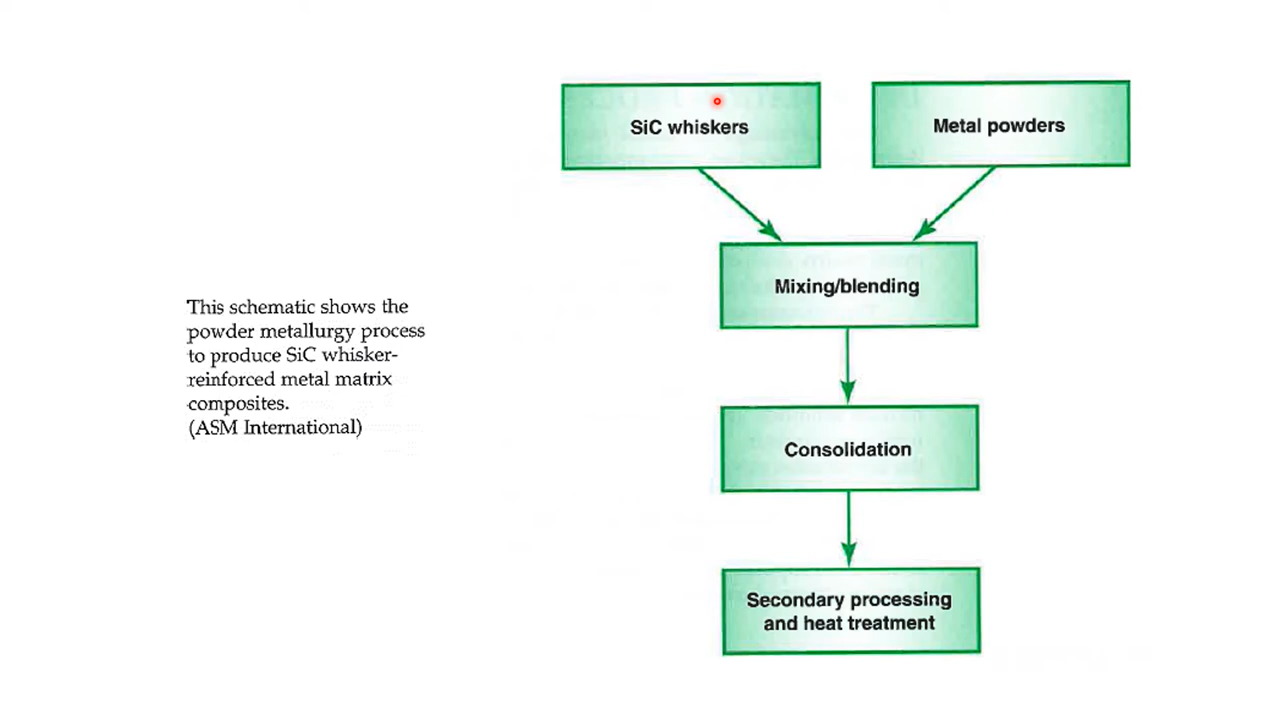 SiC whiskers
Metal powders
Mixing/blending
This schematic shows the
powder metallurgy process
to produce SiC whisker-
reinforced metal matrix
composites.
(ASM International)
Consolidation
Secondary processing
and heat treatment